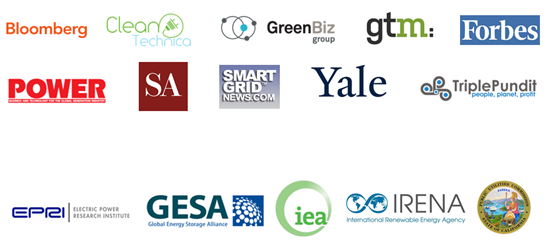 Bloomberg
Clean
Technica
GreenBiz
group
gtm:
Forbes
POWER
BUSINESS AND TECHNOLOGY FOR THE GLOBAL GENERATION INDUSTRY
SA
SMART
GRID
NEWS.COM
Yale
TriplePundit
people, planet, profit
EPRI
ELECTRIC POWER
RESEARCH INSTITUTE
GESA
Global Energy Storage Alliance
iea
IRENA
International Renewable Energy Agency